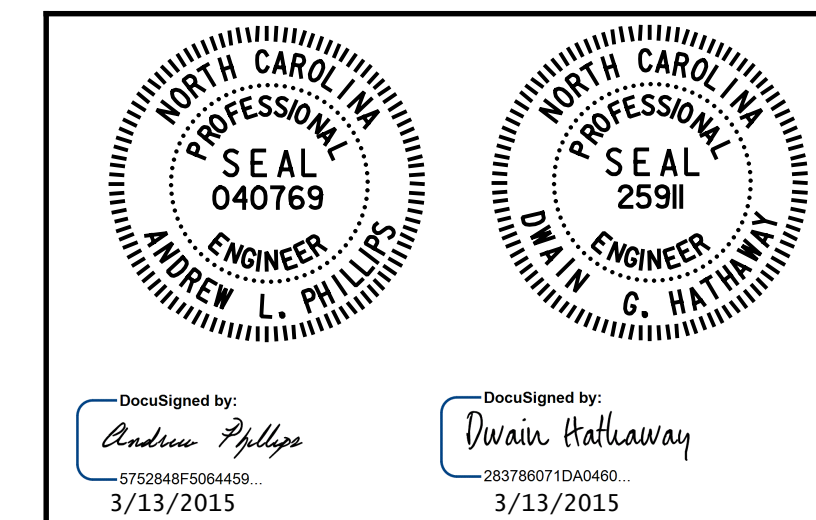 NORTH CAROLINA
PROFESSIONAL
SEAL
040769
ENGINEER
ANDREW L. PHILLIPS
NORTH CAROLINA
PROFESSIONAL
SEAL
25911
ENGINEER
DWAIN G. HATHAWAY
DocuSigned by:
Andrew Phillips
5752848F5064459...
3/13/2015
DocuSigned by:
Dwain Hathaway
283786071DA0460...
3/13/2015